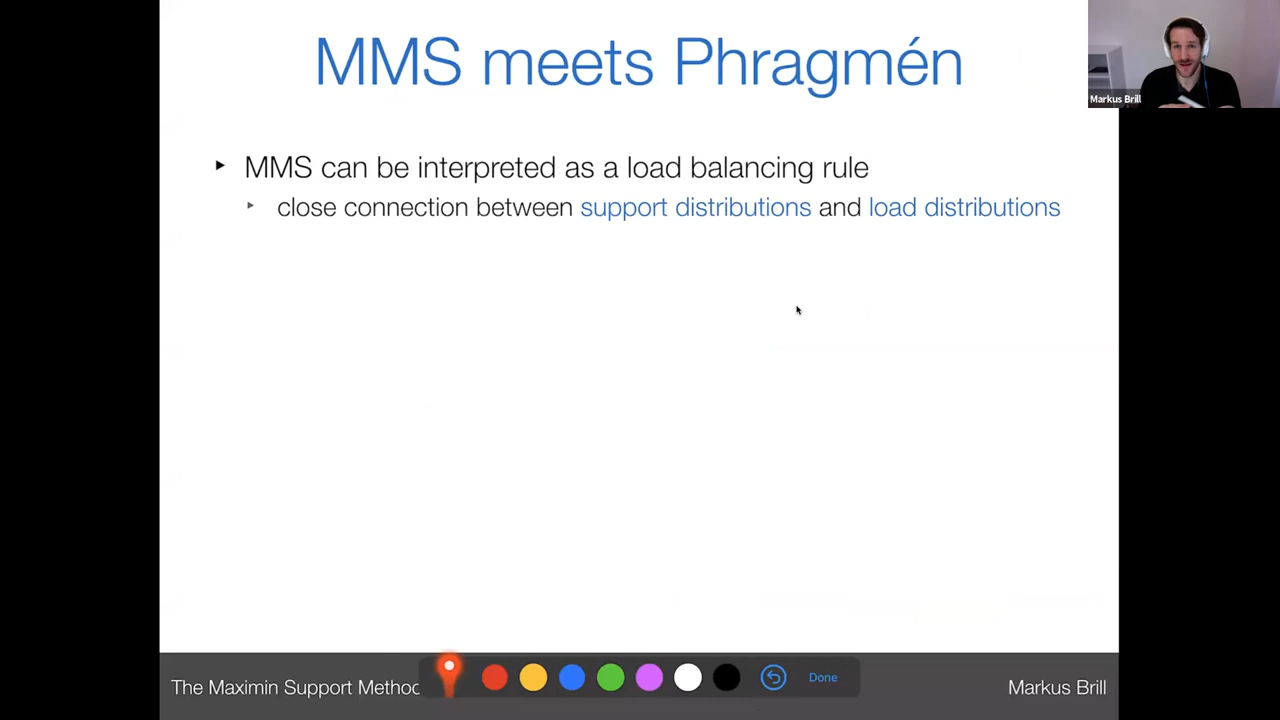 MMS meets Phragmén
Markus Brill
MMS can be interpreted as a load balancing rule
close connection between support distributions and load distributions
The Maximin Support Method
Done
Markus Brill